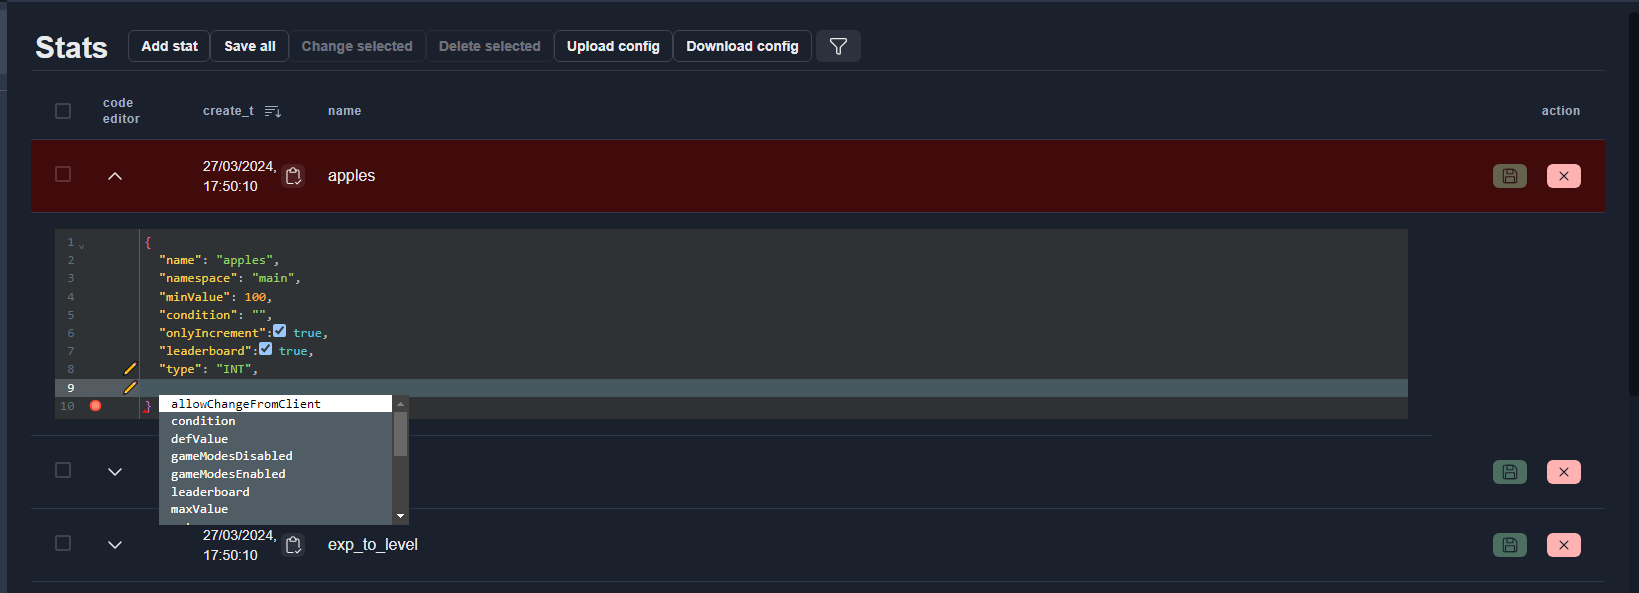 Stats Add stat Save all Change selected Delete selected Upload config Download config
code editor create_t name action
27/03/2024, 17:50:10 apples
1 {
2 "name": "apples",
3 "namespace": "main",
4 "minValue": 100,
5 "condition": "",
6 "onlyIncrement": true,
7 "leaderboard": true,
8 "type": "INT",
9
10 }
allowChangeFromClient
condition
defValue
gameModesDisabled
gameModesEnabled
leaderboard
maxValue
27/03/2024, 17:50:10 exp_to_level